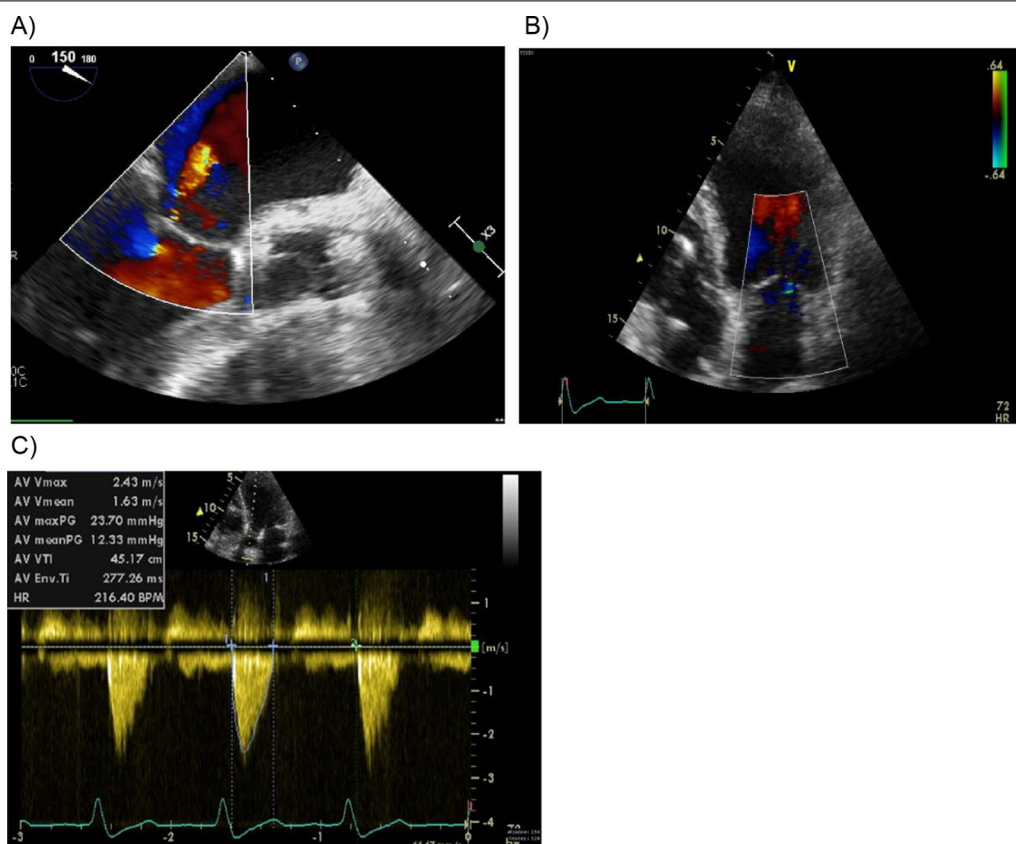 A)
0 150 180
P
R
0C
1C
X3
B)
V
.64
-.64
5
10
15
72
HR
C)
AV Vmax 2.43 m/s
AV Vmean 1.63 m/s
AV maxPG 23.70 mmHg
AV meanPG 12.33 mmHg
AV VTI 45.17 cm
AV Env.Ti 277.26 ms
HR 216.40 BPM
5
10
15
1
1
2
1
[m/s]
-1
-2
-3
-4
-3
-2
-1
0